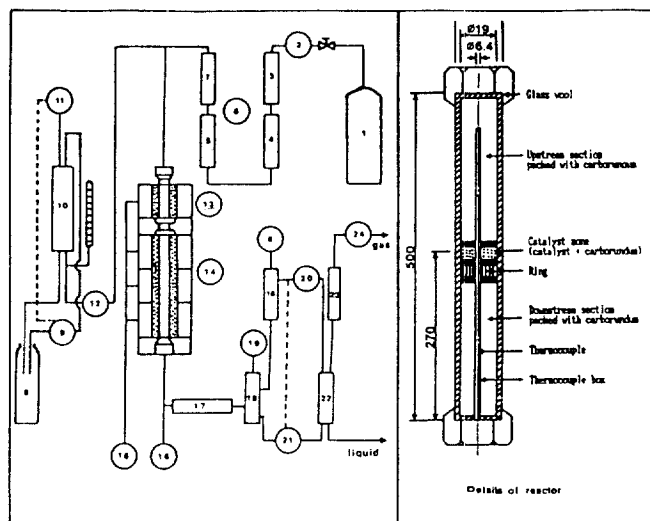 11
10
12
9
8
7
5
6
3
4
2
1
13
14
16
16
17
19
18
8
16
20
21
22
23
24
gas
liquid
Ø19
Ø6.4
500
270
Glass wool
Upstream section
packed with carborundum
Catalyst zone
(catalyst + carborundum)
Ring
Downstream section
packed with carborundum
Thermocouple
Thermocouple box
Details of reactor